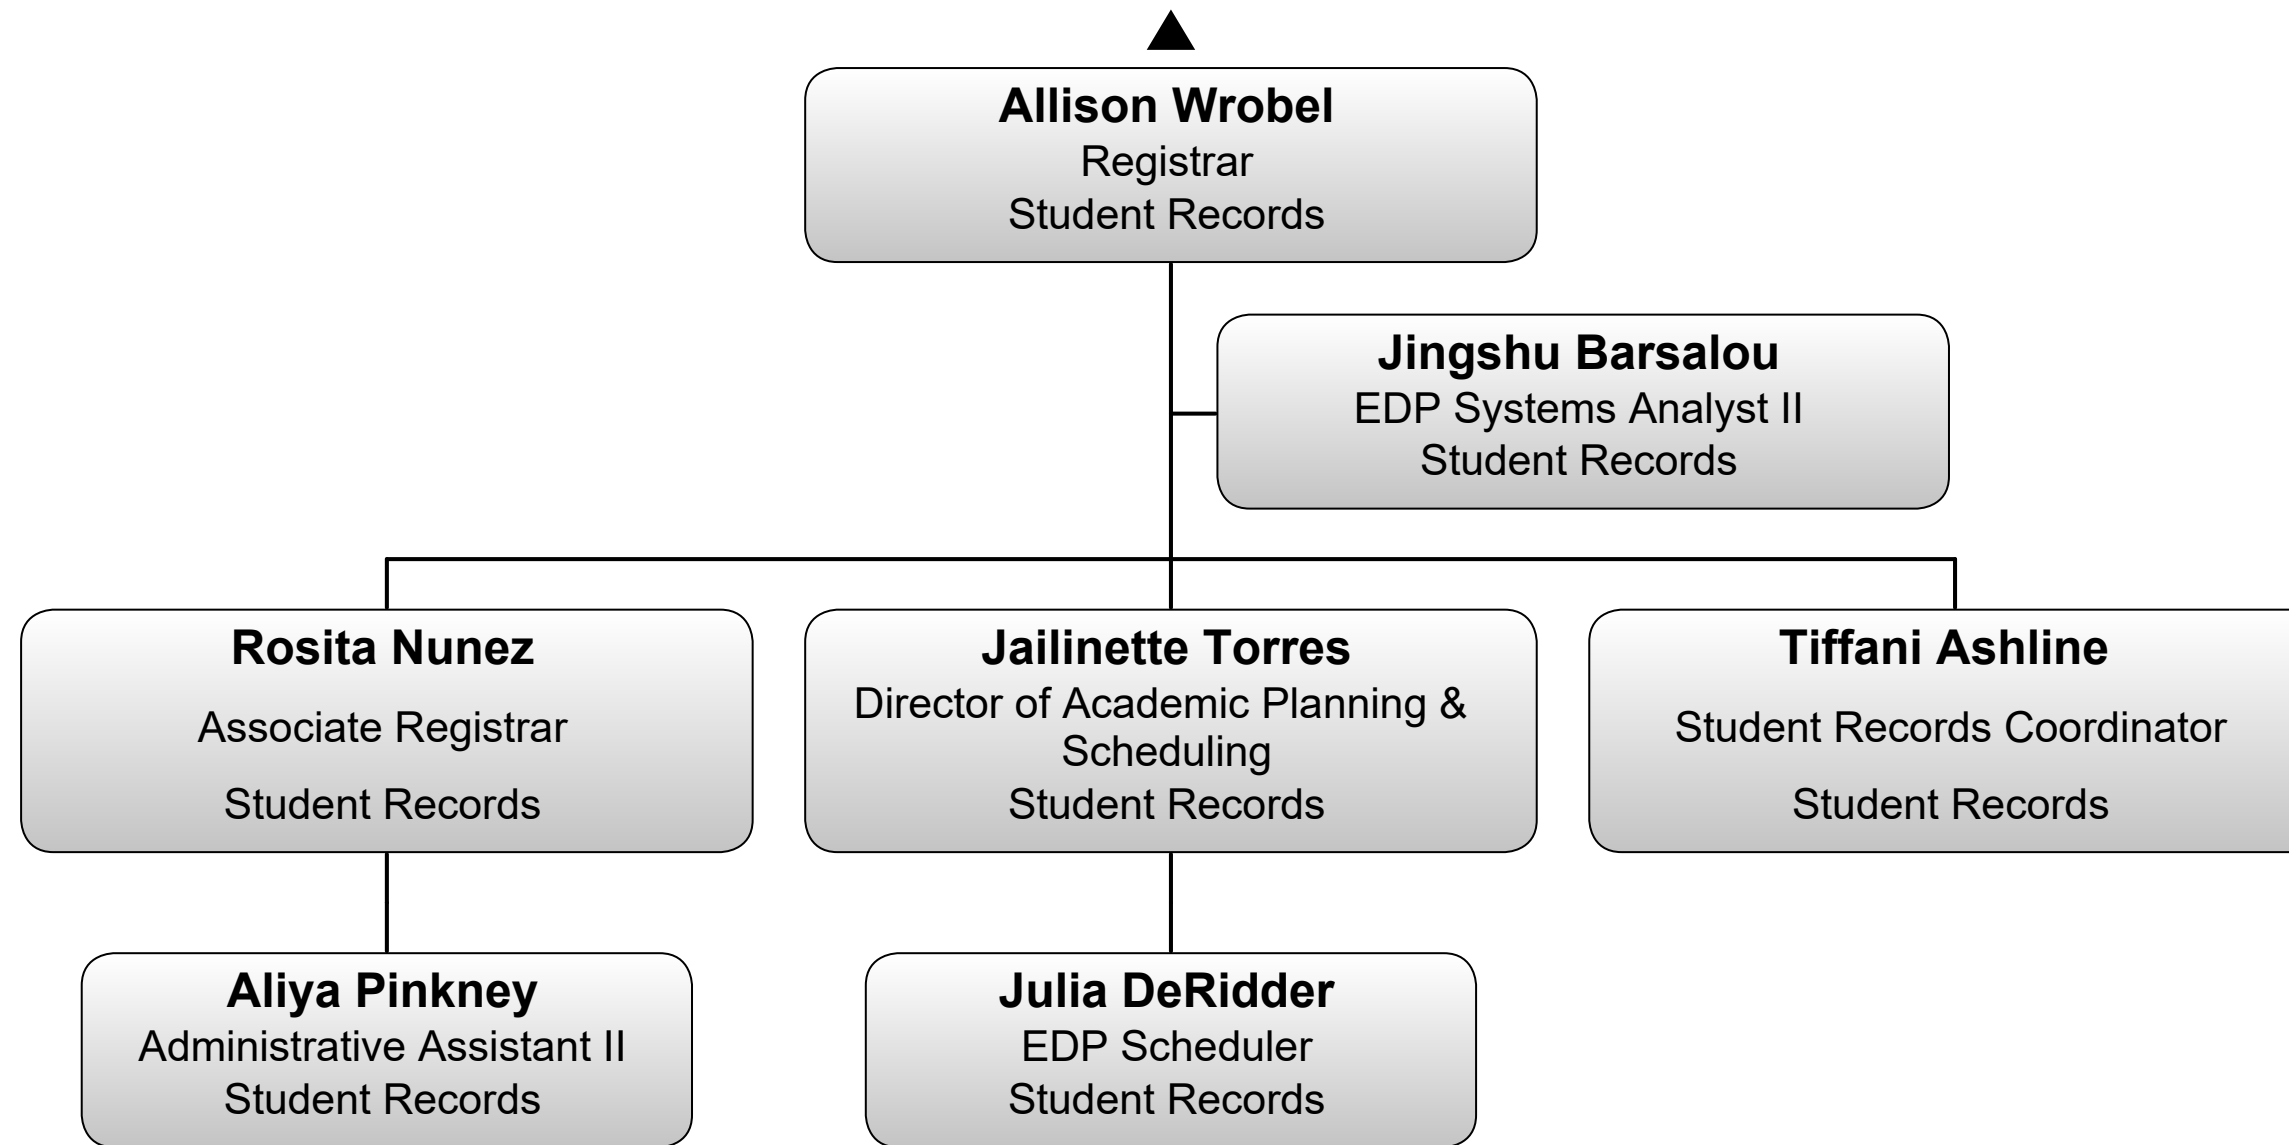 Allison Wrobel
Registrar
Student Records
Jingshu Barsalou
EDP Systems Analyst II
Student Records
Rosita Nunez
Associate Registrar
Student Records
Jailinette Torres
Director of Academic Planning &
Scheduling
Student Records
Tiffani Ashline
Student Records Coordinator
Student Records
Aliya Pinkney
Administrative Assistant II
Student Records
Julia DeRidder
EDP Scheduler
Student Records